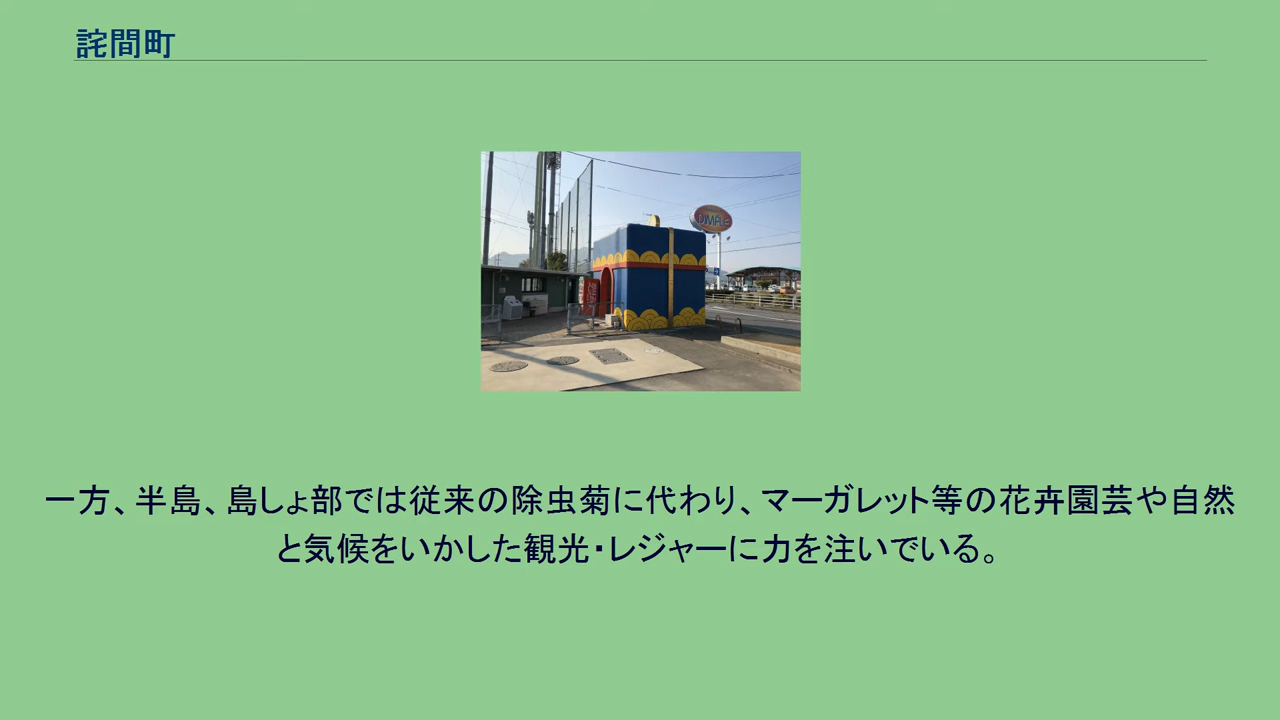 詫間町
一方、半島、島しょ部では従来の除虫菊に代わり、マーガレット等の花卉園芸や自然
と気候をいかした観光・レジャーに力を注いでいる。